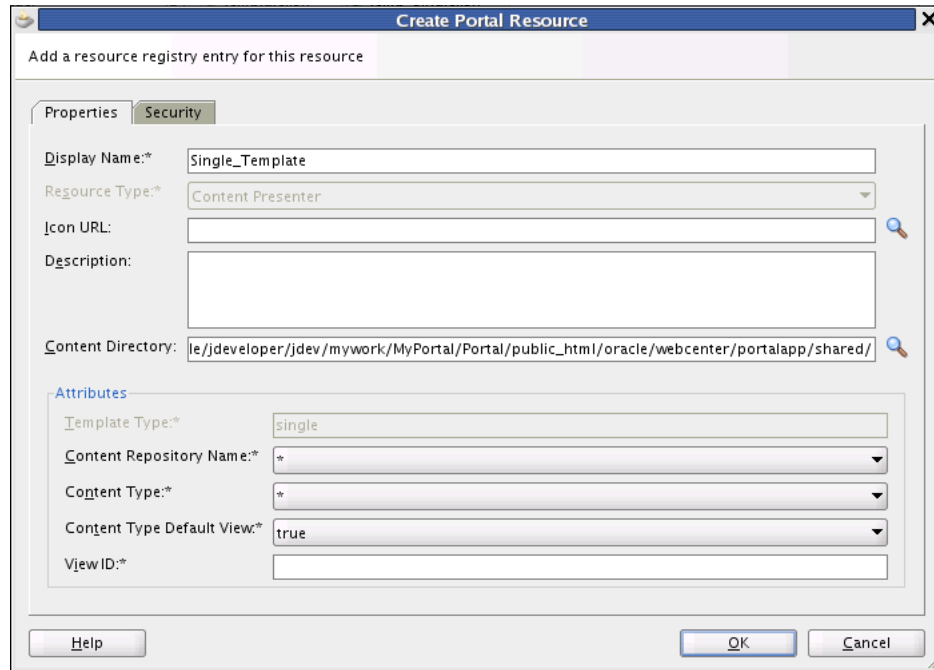 Create Portal Resource
Add a resource registry entry for this resource
Properties
Security
Display Name:*
Single_Template
Resource Type:*
Content Presenter
Icon URL:
Description:
Content Directory:
le/jdeveloper/jdev/mywork/MyPortal/Portal/public_html/oracle/webcenter/portalapp/shared/
Attributes
Template Type:*
single
Content Repository Name:*
*
Content Type:*
*
Content Type Default View:*
true
View ID:*
Help
OK
Cancel